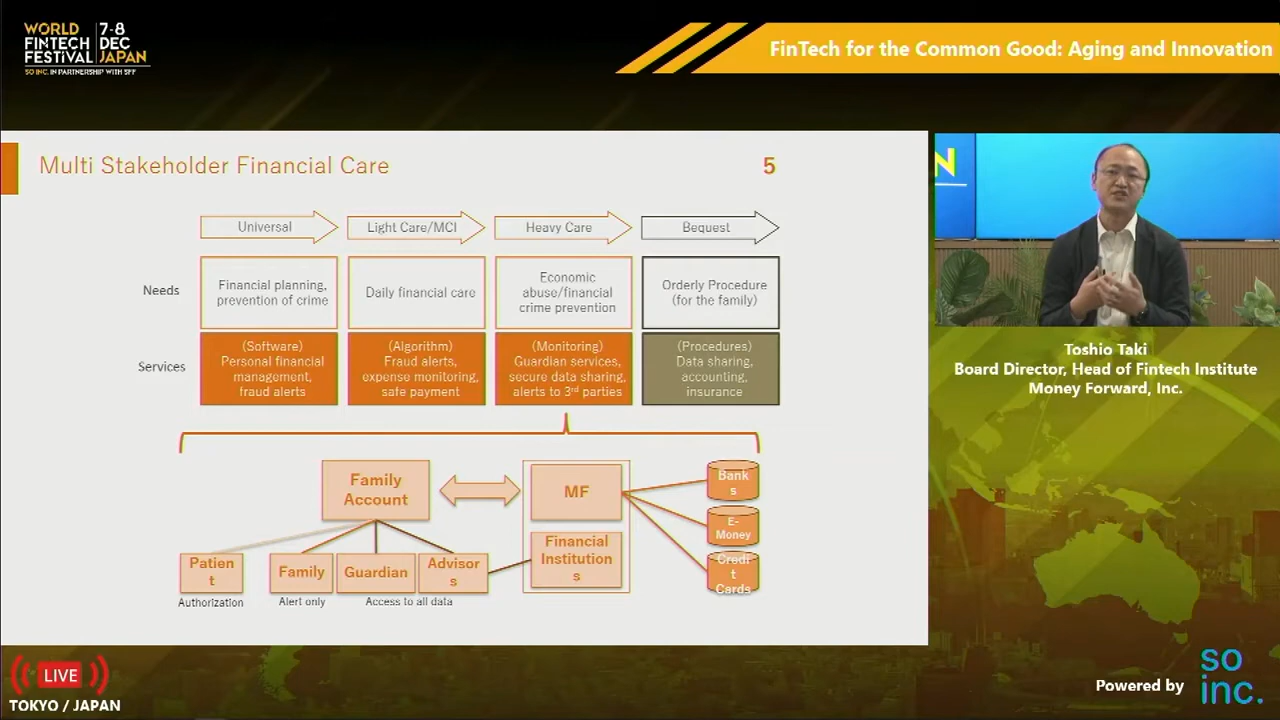 WORLD
FINTECH
FESTIVAL
7-8
DEC
JAPAN
SO INC. IN PARTNERSHIP WITH SFF
FinTech for the Common Good: Aging and Innovation
N
Multi Stakeholder Financial Care
5
Universal
Light Care/MCI
Heavy Care
Bequest
Needs
Financial planning,
prevention of crime
Daily financial care
Economic
abuse/financial
crime prevention
Orderly Procedure
(for the family)
Services
(Software)
Personal financial
management,
fraud alerts
(Algorithm)
Fraud alerts,
expense monitoring,
safe payment
(Monitoring)
Guardian services,
secure data sharing,
alerts to 3rd parties
(Procedures)
Data sharing,
accounting,
insurance
Family
Account
MF
Financial
Institution
s
Bank
s
E-
Money
Credi
t
Cards
Patien
t
Family
Guardian
Advisor
s
Authorization
Alert only
Access to all data
Toshio Taki
Board Director, Head of Fintech Institute
Money Forward, Inc.
LIVE
TOKYO / JAPAN
Powered by
so
inc.